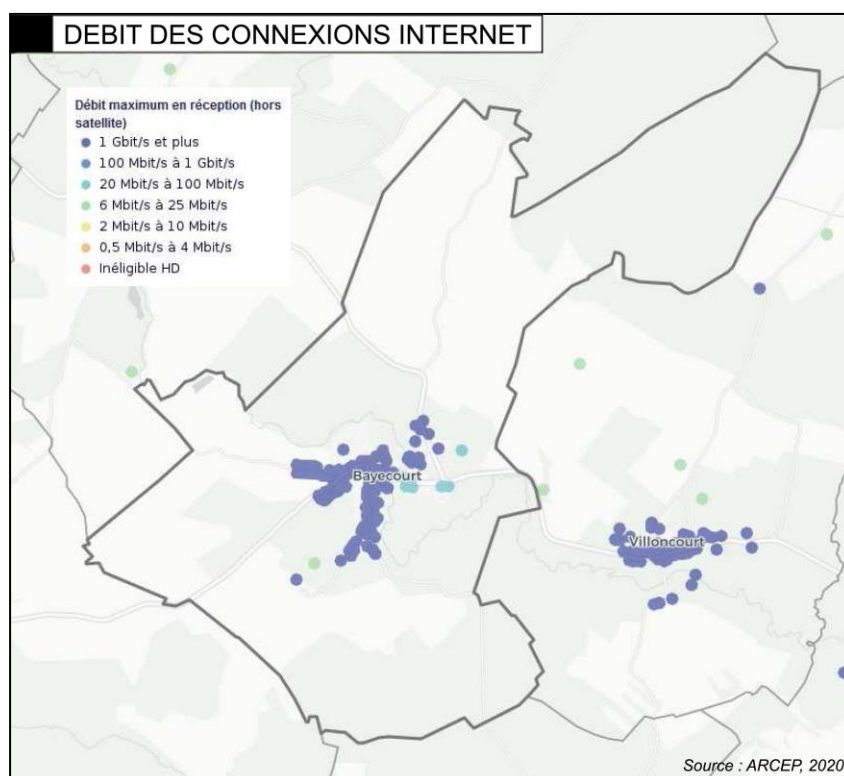 DEBIT DES CONNEXIONS INTERNET
Débit maximum en réception (hors
satellite)
1 Gbit/s et plus
100 Mbit/s à 1 Gbit/s
20 Mbit/s à 100 Mbit/s
6 Mbit/s à 25 Mbit/s
2 Mbit/s à 10 Mbit/s
0,5 Mbit/s à 4 Mbit/s
Inéligible HD
Bayecourt
Villoncourt
Source : ARCEP, 2020